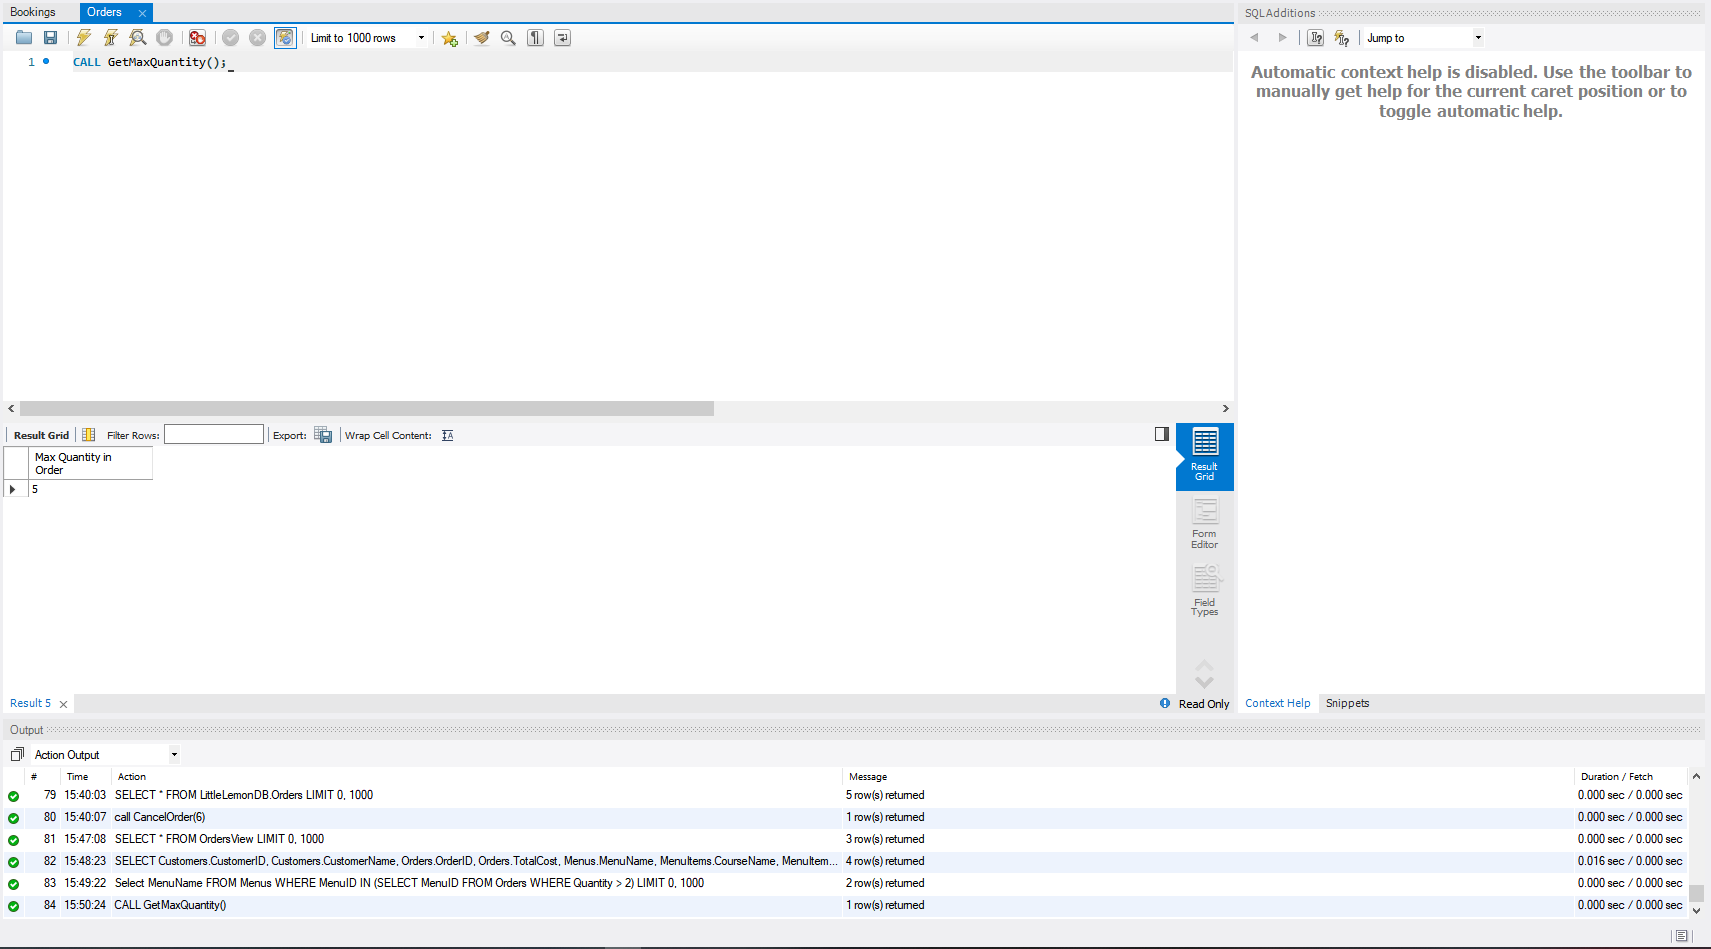 Bookings Orders
Limit to 1000 rows
1 CALL GetMaxQuantity();
SQLAdditions
Jump to
Automatic context help is disabled. Use the toolbar to
manually get help for the current caret position or to
toggle automatic help.
Result Grid Filter Rows: Export: Wrap Cell Content:
Max Quantity in
Order
5
Result
Grid
Form
Editor
Field
Types
Result 5 Read Only
Context Help Snippets
Output
Action Output
# Time Action Message Duration / Fetch
79 15:40:03 SELECT * FROM LittleLemonDB.Orders LIMIT 0, 1000 5 row(s) returned 0.000 sec / 0.000 sec
80 15:40:07 call CancelOrder(6) 1 row(s) returned 0.000 sec / 0.000 sec
81 15:47:08 SELECT * FROM OrdersView LIMIT 0, 1000 3 row(s) returned 0.000 sec / 0.000 sec
82 15:48:23 SELECT Customers.CustomerID, Customers.CustomerName, Orders.OrderID, Orders.TotalCost, Menus.MenuName, MenuItems.CourseName, MenuItem... 4 row(s) returned 0.016 sec / 0.000 sec
83 15:49:22 Select MenuName FROM Menus WHERE MenuID IN (SELECT MenuID FROM Orders WHERE Quantity > 2) LIMIT 0, 1000 2 row(s) returned 0.000 sec / 0.000 sec
84 15:50:24 CALL GetMaxQuantity() 1 row(s) returned 0.000 sec / 0.000 sec